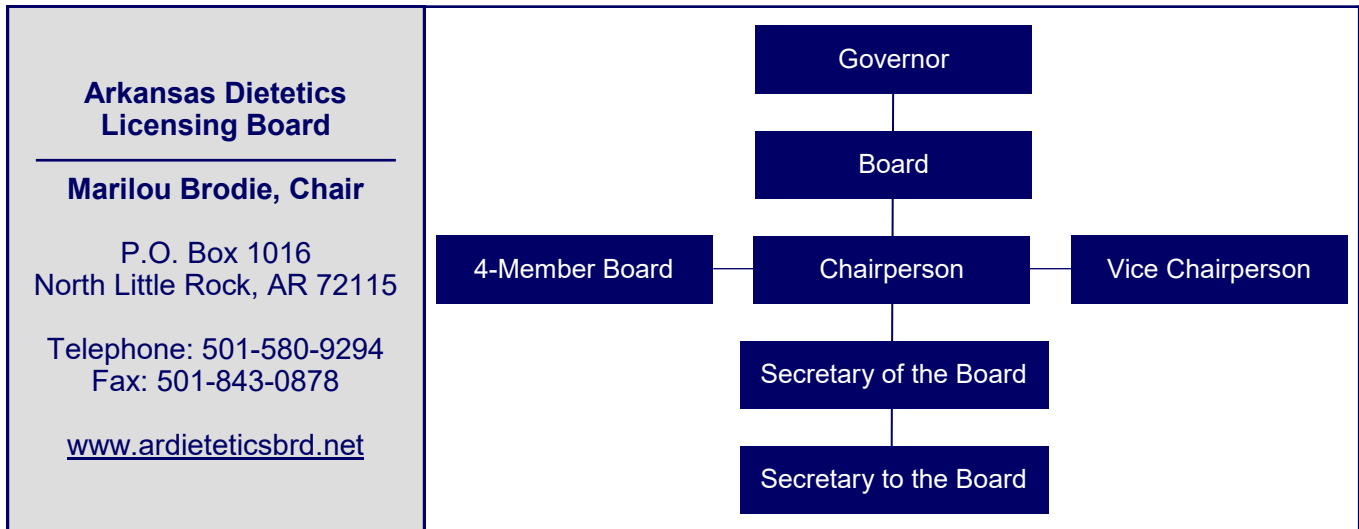 Arkansas Dietetics
Licensing Board
Marilou Brodie, Chair
P.O. Box 1016
North Little Rock, AR 72115
Telephone: 501-580-9294
Fax: 501-843-0878
www.ardieteticsbrd.net
Governor
Board
4-Member Board
Chairperson
Vice Chairperson
Secretary of the Board
Secretary to the Board